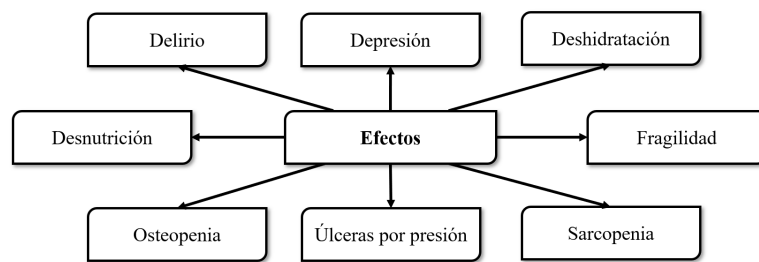 Delirio
Depresión
Deshidratación
Desnutrición
Efectos
Fragilidad
Osteopenia
Úlceras por presión
Sarcopenia